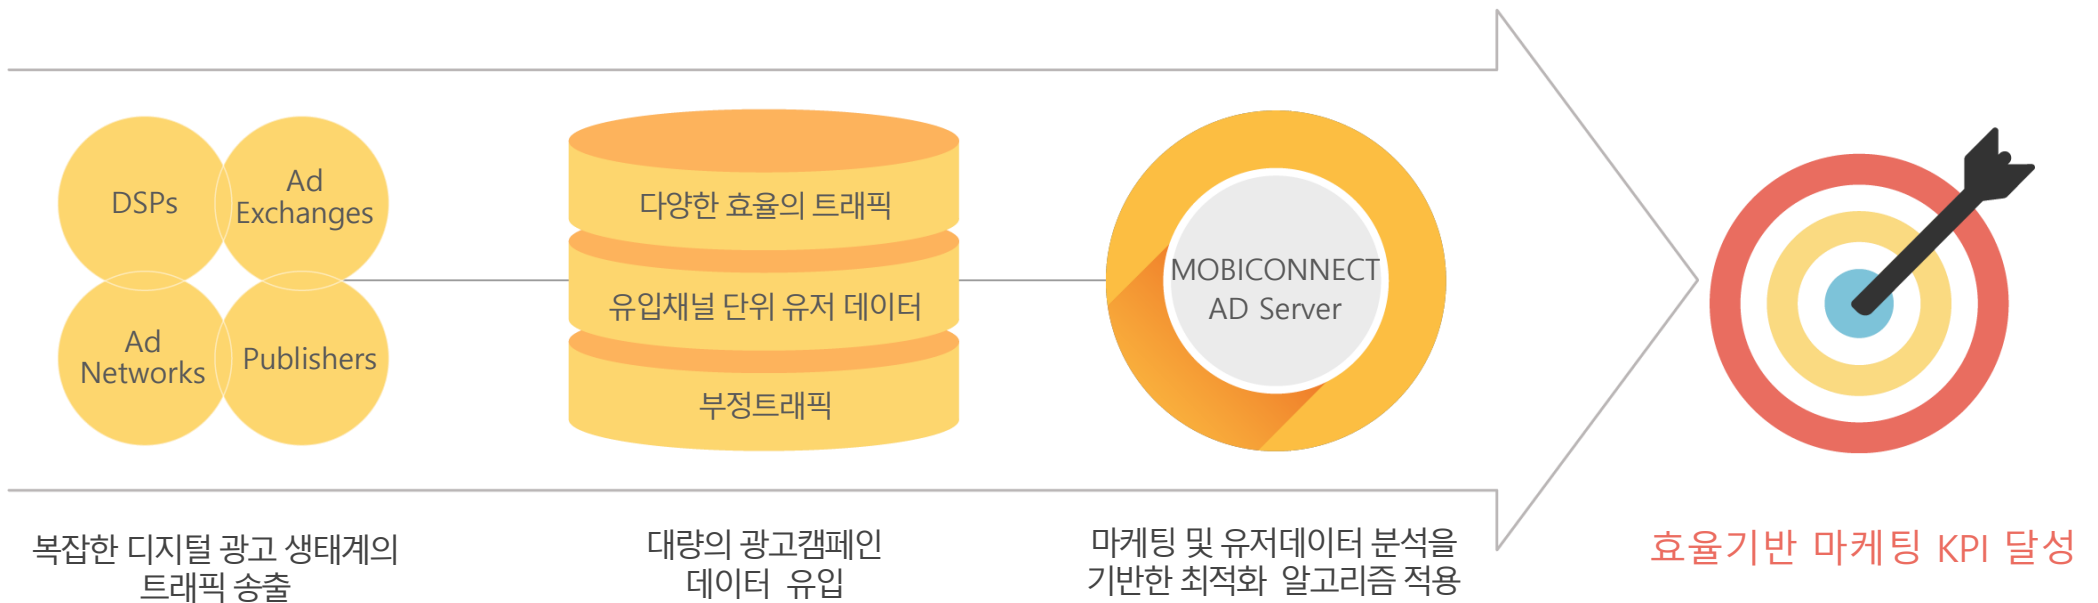 DSPs
Ad
Exchanges
Ad
Networks
Publishers
다양한 효율의 트래픽
유입채널 단위 유저 데이터
부정트래픽
MOBICONNECT
AD Server
복잡한 디지털 광고 생태계의
트래픽 송출
대량의 광고캠페인
데이터 유입
마케팅 및 유저데이터 분석을
기반한 최적화 알고리즘 적용
효율기반 마케팅 KPI 달성